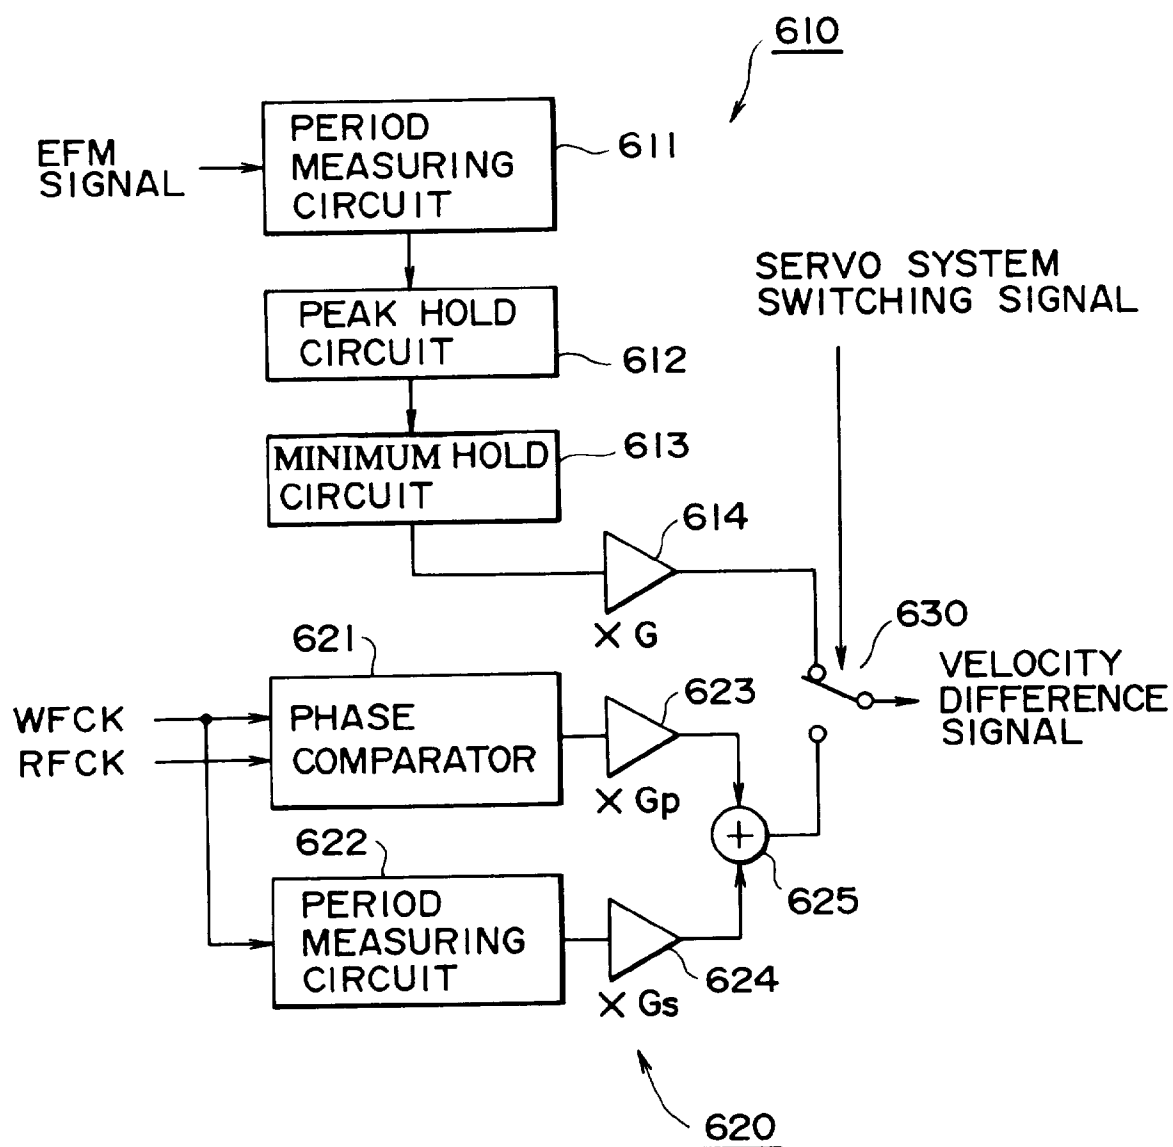 610
PERIOD
MEASURING
CIRCUIT
611
EFM
SIGNAL
PEAK HOLD
CIRCUIT
612
SERVO SYSTEM
SWITCHING SIGNAL
MINIMUM HOLD
CIRCUIT
613
614
× G
630
VELOCITY
DIFFERENCE
SIGNAL
621
WFCK
RFCK
PHASE
COMPARATOR
623
× Gp
622
625
PERIOD
MEASURING
CIRCUIT
624
× Gs
620